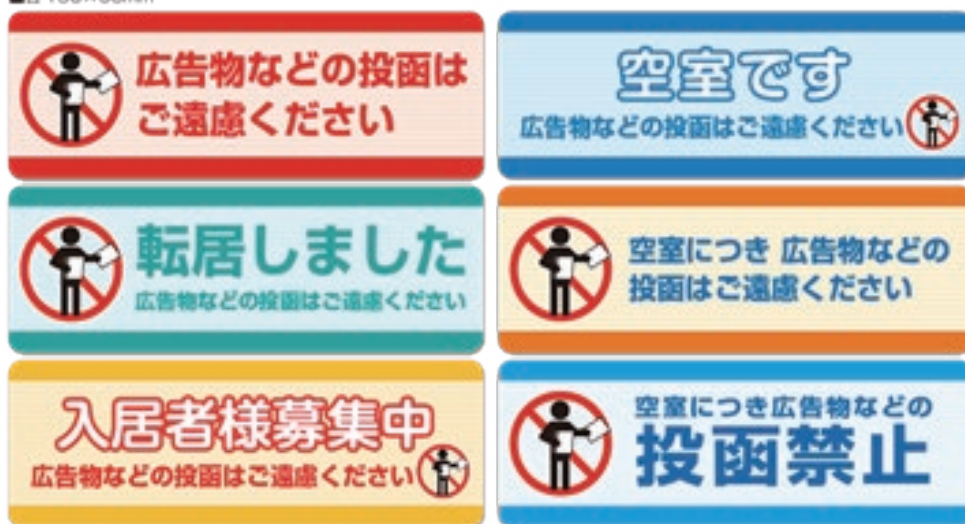 広告物などの投函は
ご遠慮ください
空室です
広告物などの投函はご遠慮ください
転居しました
広告物などの投函はご遠慮ください
空室につき 広告物などの
投函はご遠慮ください
入居者様募集中
広告物などの投函はご遠慮ください
空室につき広告物などの
投函禁止